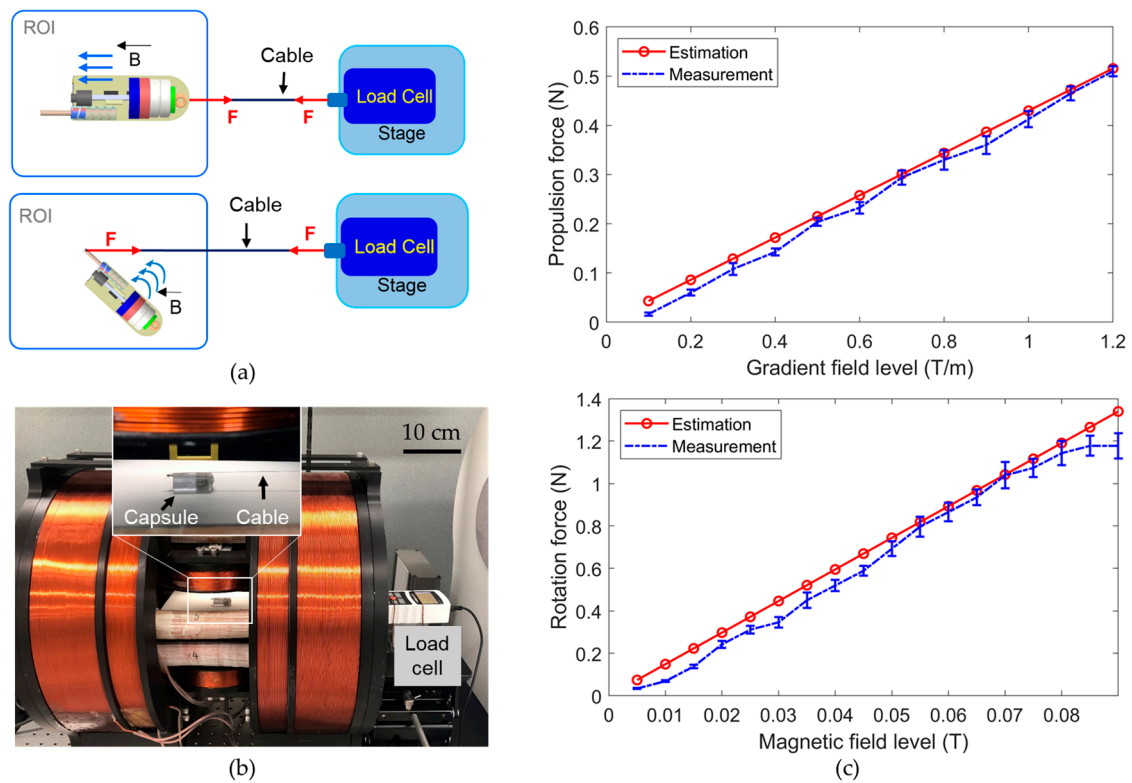 ROI
B
Cable
Load Cell
F
F
Stage
ROI
Cable
F
F
Load Cell
B
Stage
(a)
10 cm
Capsule
Cable
Load
cell
(b)
Propulsion force (N)
0.6
0.5
0.4
0.3
0.2
0.1
0
Estimation
Measurement
0 0.2 0.4 0.6 0.8 1 1.2
Gradient field level (T/m)
Rotation force (N)
1.4
1.2
1
0.8
0.6
0.4
0.2
0
Estimation
Measurement
0 0.01 0.02 0.03 0.04 0.05 0.06 0.07 0.08
Magnetic field level (T)
(c)